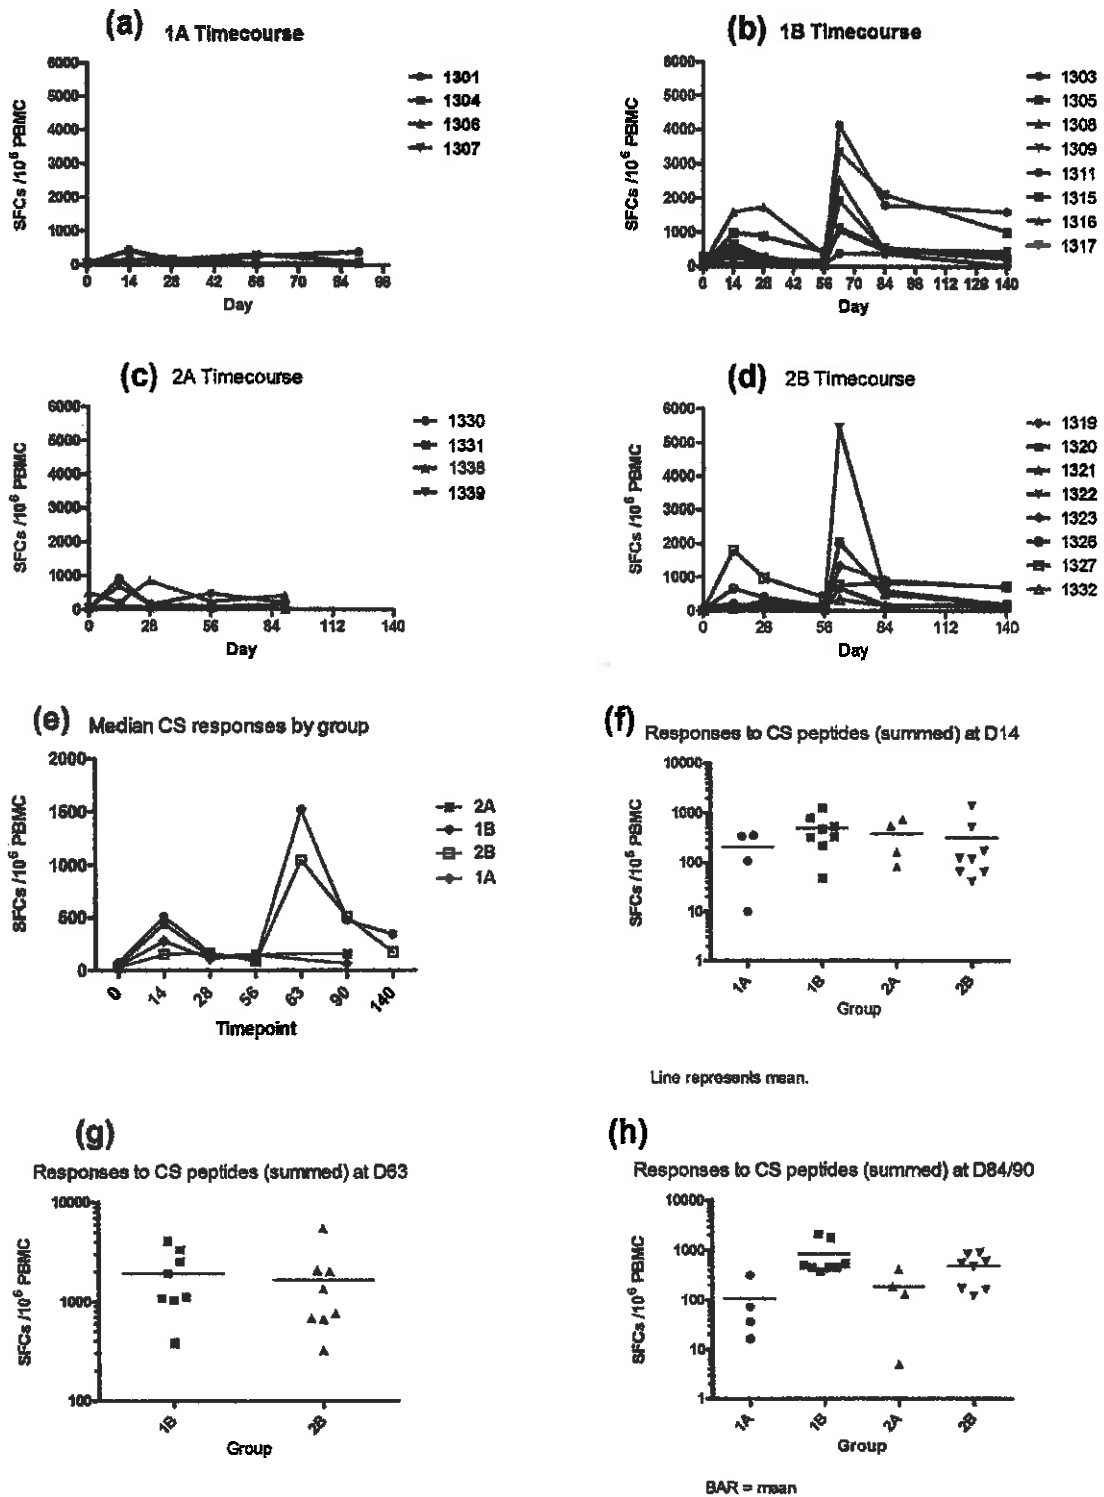 (a) 1A Timecourse
SFCs /10⁶ PBMC
6000
5000
4000
3000
2000
1000
0
0 14 28 42 56 70 84 98
Day
1301
1304
1306
1307
(b) 1B Timecourse
SFCs /10⁶ PBMC
6000
5000
4000
3000
2000
1000
0
0 14 28 42 56 70 84 98 112 126 140
Day
1303
1305
1308
1309
1311
1315
1316
1317
(c) 2A Timecourse
SFCs /10⁶ PBMC
6000
5000
4000
3000
2000
1000
0
0 28 56 84 112 140
Day
1330
1331
1338
1339
(d) 2B Timecourse
SFCs /10⁶ PBMC
6000
5000
4000
3000
2000
1000
0
0 28 56 84 112 140
Day
1319
1320
1321
1322
1323
1326
1327
1332
(e) Median CS responses by group
SFCs /10⁶ PBMC
2000
1500
1000
500
0
0 14 28 56 63 90 140
Timepoint
2A
1B
2B
1A
(f) Responses to CS peptides (summed) at D14
SFCs /10⁶ PBMC
10000
1000
100
10
1
1A 1B 2A 2B
Group
Line represents mean.
(g)
Responses to CS peptides (summed) at D63
SFCs /10⁶ PBMC
10000
1000
100
1B 2B
Group
(h)
Responses to CS peptides (summed) at D84/90
SFCs /10⁶ PBMC
10000
1000
100
10
1
1A 1B 2A 2B
Group
BAR = mean